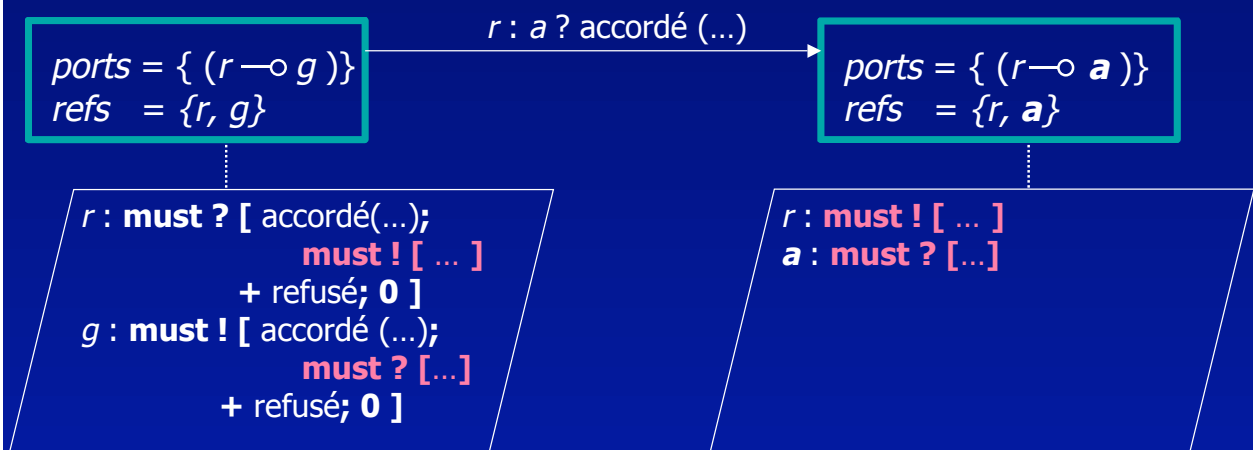 r : a ? accordé (…)
ports = { (r —o g )}
refs = {r, g}
ports = { (r —o a )}
refs = {r, a}
r : must ? [ accordé(…);
must ! [ … ]
+ refusé; 0 ]
g : must ! [ accordé (…);
must ? […]
+ refusé; 0 ]
r : must ! [ … ]
a : must ? […]